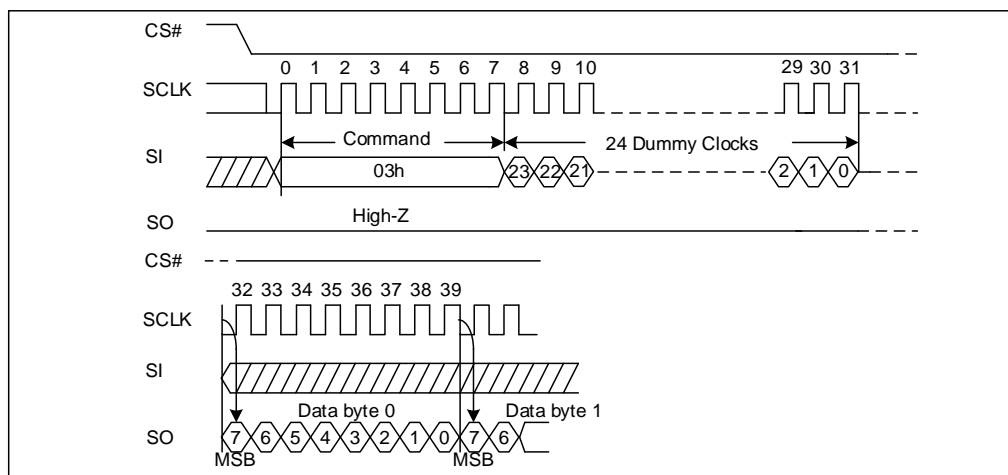 CS#
0 1 2 3 4 5 6 7 8 9 10 29 30 31
SCLK
Command 24 Dummy Clocks
SI 03h 23 22 21 2 1 0
High-Z
SO
CS#
32 33 34 35 36 37 38 39
SCLK
SI
Data byte 0 Data byte 1
SO 7 6 5 4 3 2 1 0 7 6
MSB MSB